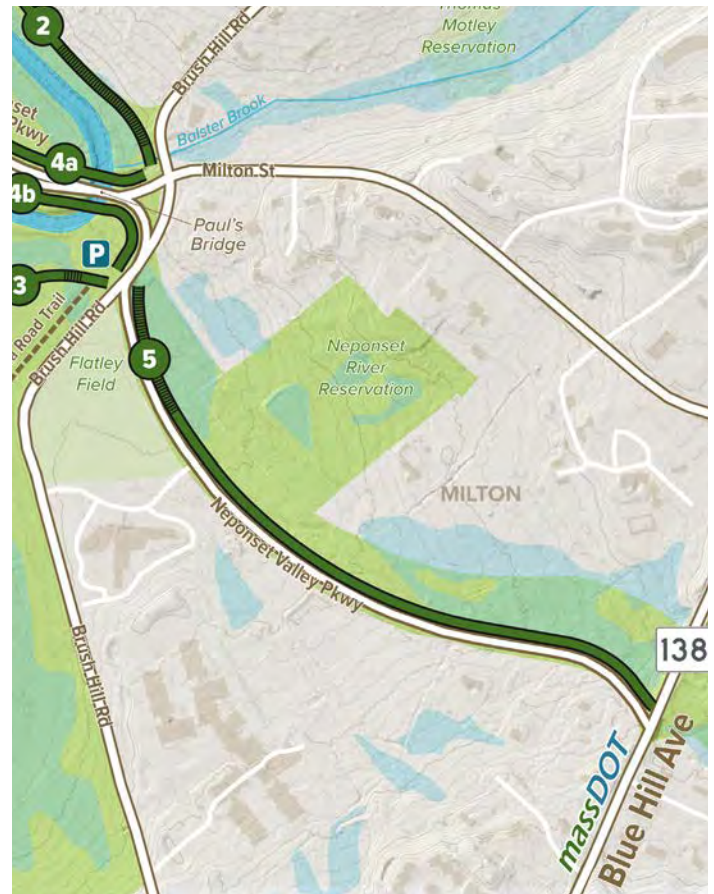 2
Thomas
Motley
Reservation
Brush Hill Rd
Balster Brook
set
Pkwy
4a
Milton St
4b
Paul's
Bridge
P
3
a Road Trail
Brush Hill Rd
Flatley
Field
5
Neponset
River
Reservation
MILTON
Neponset Valley Pkwy
Brush Hill Rd
138
massDOT
Blue Hill Ave